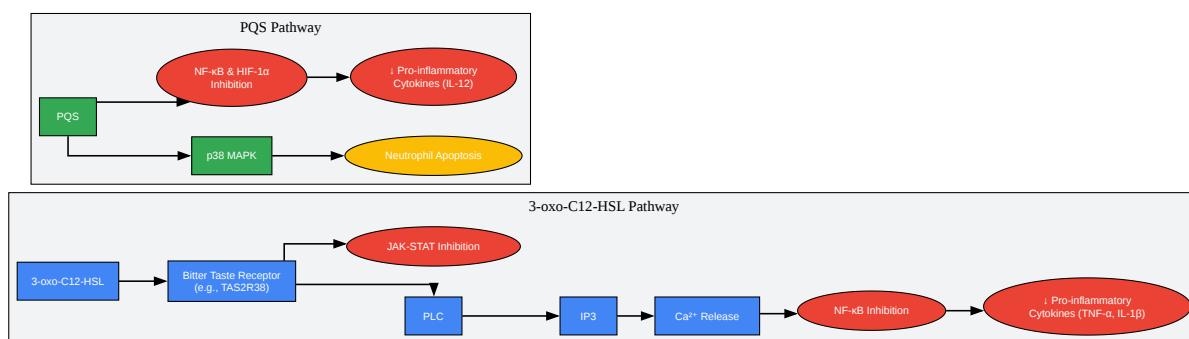 PQS Pathway
NF-κB & HIF-1α
Inhibition
↓ Pro-inflammatory
Cytokines (IL-12)
PQS
p38 MAPK
Neutrophil Apoptosis
3-oxo-C12-HSL Pathway
JAK-STAT Inhibition
3-oxo-C12-HSL
Bitter Taste Receptor
(e.g., TAS2R38)
PLC
IP3
Ca²⁺ Release
NF-κB Inhibition
↓ Pro-inflammatory
Cytokines (TNF-α, IL-1β)